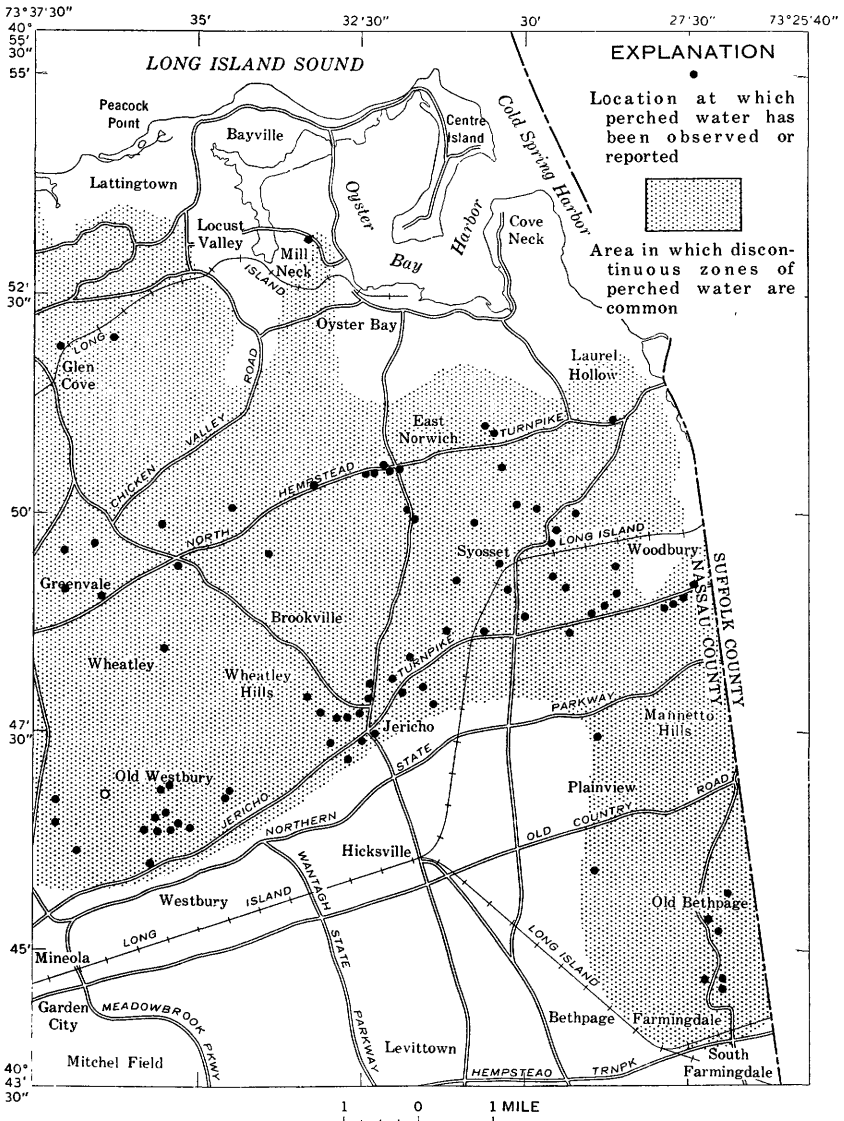 73°37'30"
35'
32'30"
30'
27'30"
73°25'40"
40°
55'
30"
55'
LONG ISLAND SOUND
EXPLANATION
Location at which
perched water has
been observed or
reported
Area in which discon-
tinuous zones of
perched water are
common
Peacock
Point
Bayville
Centre
Island
Cold Spring Harbor
Lattingtown
Oyster
Bay
Harbor
Locust
Valley
Mill
Neck
Cove
Neck
ISLAND
LONG
52'
30"
Oyster Bay
Laurel
Hollow
Glen
Cove
CHICKEN VALLEY ROAD
East
Norwich
TURNPIKE
HEMPSTEAD
NORTH
50'
LONG ISLAND
Syosset
Woodbury
Greenvale
SUFFOLK COUNTY
NASSAU COUNTY
Brookville
Wheatley
Wheatley
Hills
TURNPIKE
PARKWAY
Mannetto
Hills
47'
30"
Jericho
STATE
Old Westbury
Plainview
ROAD
JERICHO
NORTHERN
OLD COUNTRY
Hicksville
WANTAGH
STATE
PARKWAY
Westbury
LONG ISLAND
Old Bethpage
LONG ISLAND
45'
Mineola
Garden
City
MEADOWBROOK PKWY
Bethpage
Farmingdale
Mitchel Field
Levittown
South
Farmingdale
HEMPSTEAD TRNPK
40°
43'
30"
1 0 1 MILE